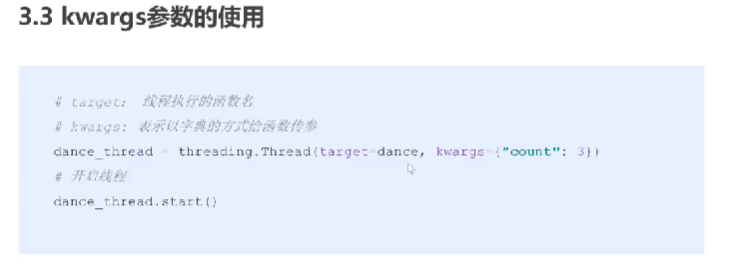 3.3 kwargs参数的使用
# target: 线程执行的函数名
# kwargs: 表示以字典的方式给函数传参
dance_thread = threading.Thread(target=dance, kwargs={"count": 3})
# 开启线程
dance_thread.start()